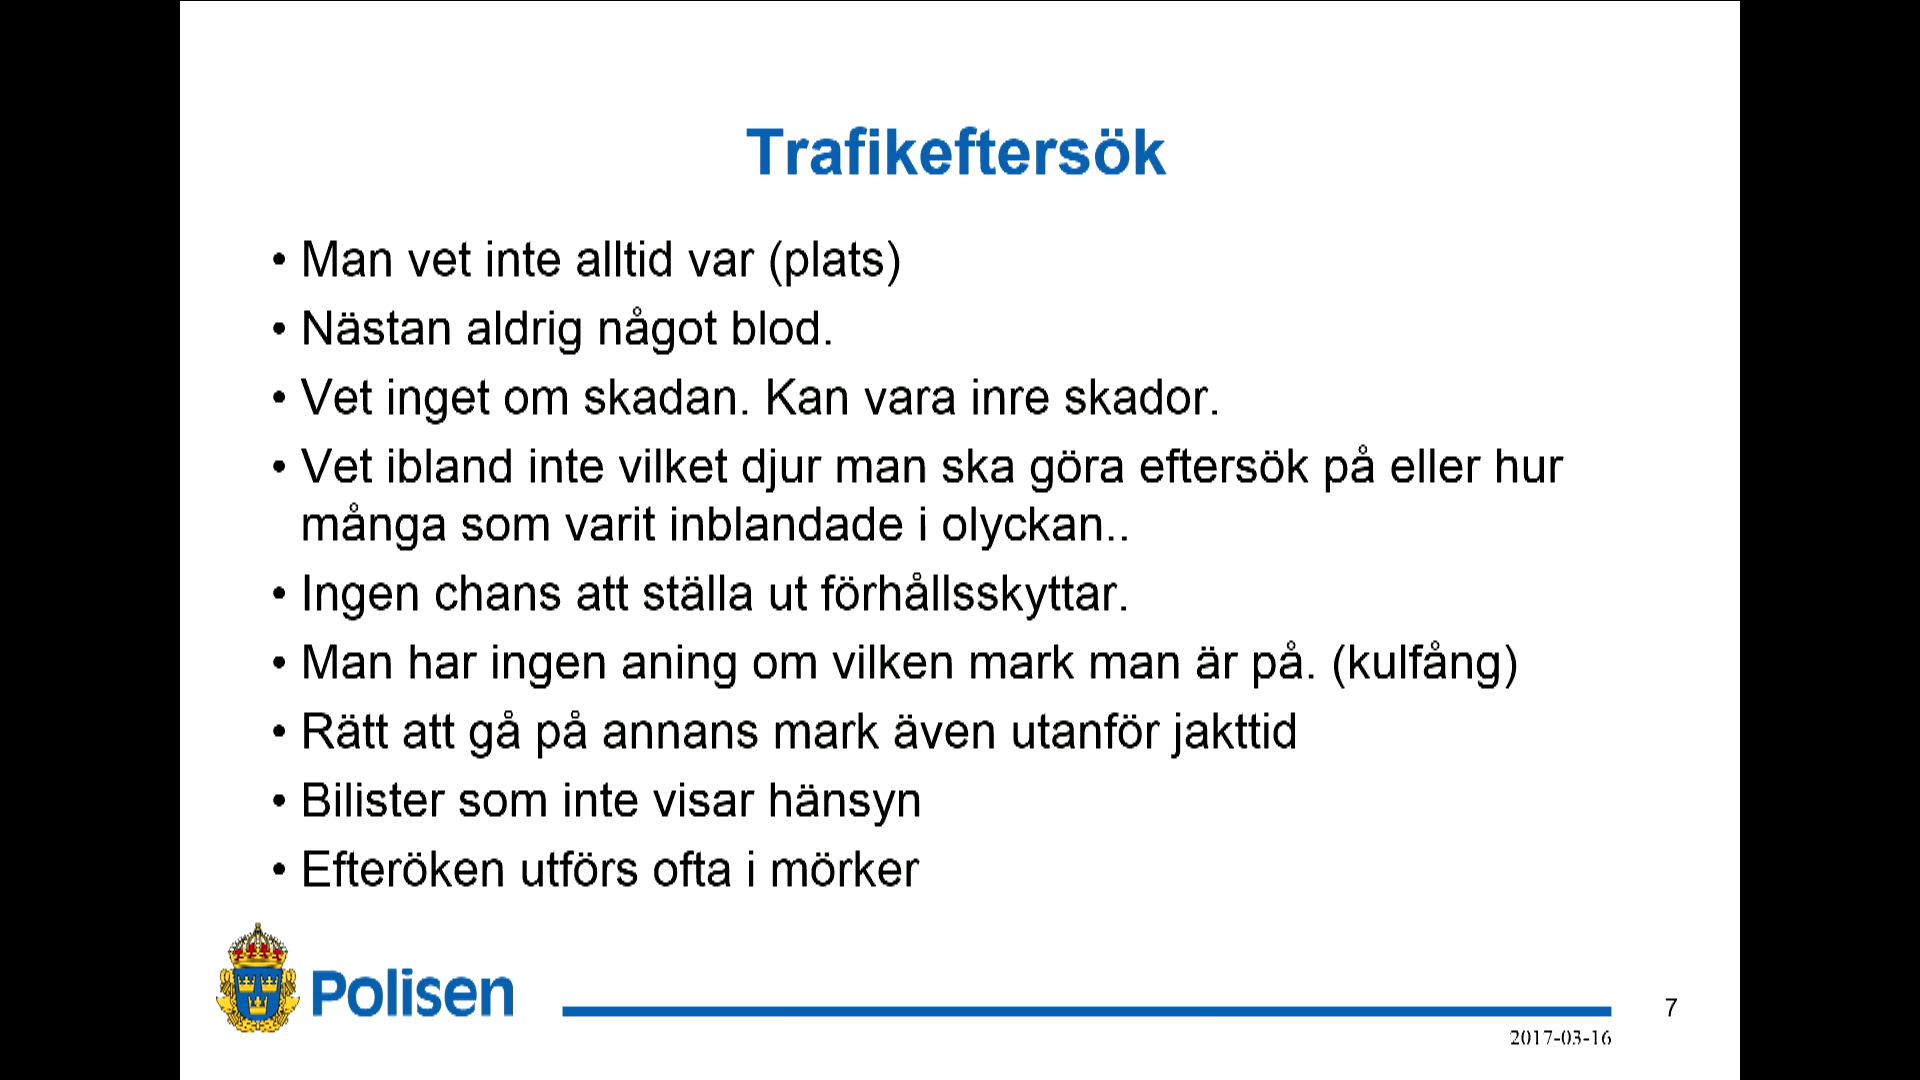 Trafikeftersök
• Man vet inte alltid var (plats)
• Nästan aldrig något blod.
• Vet inget om skadan. Kan vara inre skador.
• Vet ibland inte vilket djur man ska göra eftersök på eller hur
många som varit inblandade i olyckan..
• Ingen chans att ställa ut förhållsskyttar.
• Man har ingen aning om vilken mark man är på. (kulfång)
• Rätt att gå på annans mark även utanför jakttid
• Bilister som inte visar hänsyn
• Efteröken utförs ofta i mörker
Polisen
7
2017-03-16